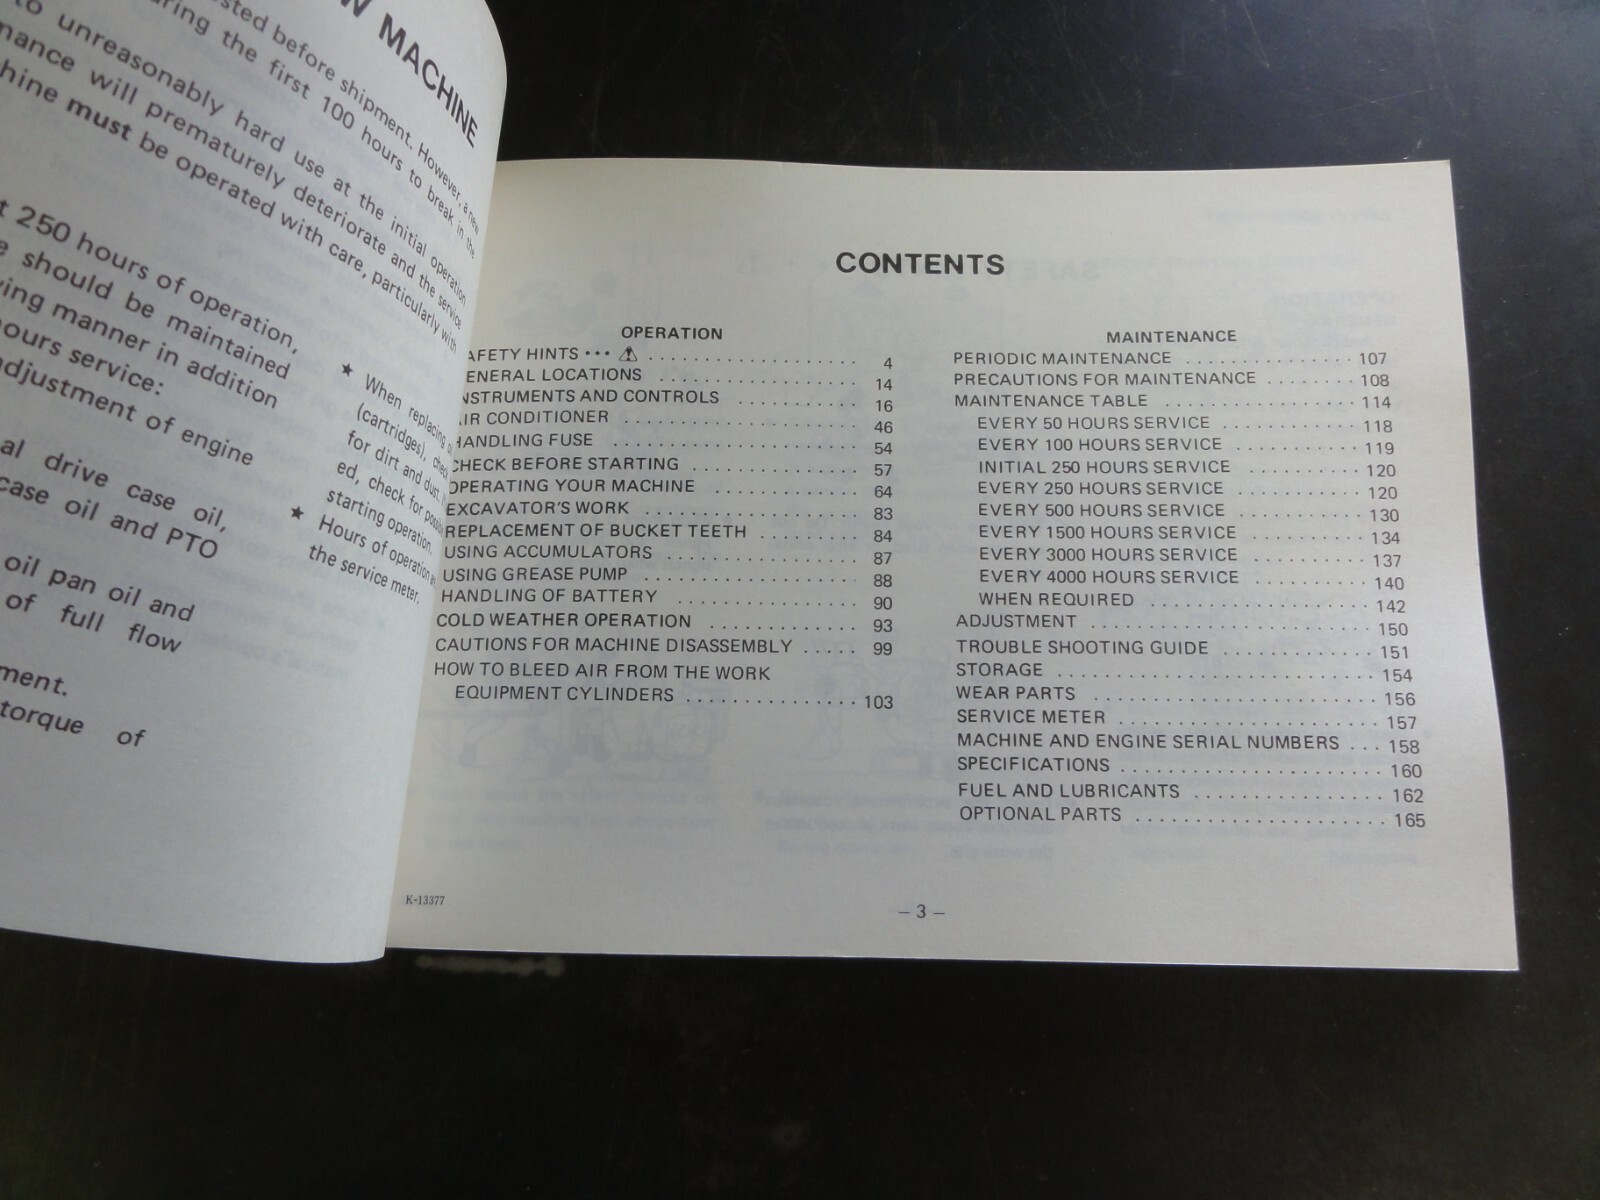 W MACHINE
sted before shipment. However, a new
uring the first 100 hours to break in the
to unreasonably hard use at the initial operation
nance will prematurely deteriorate and the service
hine must be operated with care, particularly with
t 250 hours of operation,
e should be maintained
ving manner in addition
hours service:
adjustment of engine
al drive case oil,
case oil and PTO
oil pan oil and
of full flow
ment.
torque of
★ When replacing
(cartridges), check
for dirt and dust.
ed, check for
starting operation.
★ Hours of operation
the service meter.
CONTENTS
OPERATION
AFETY HINTS ••• ⚠ . . . . . . . . . . . . . . . . . . . . 4
ENERAL LOCATIONS . . . . . . . . . . . . . . . . . . 14
NSTRUMENTS AND CONTROLS . . . . . . . . . . . 16
IR CONDITIONER . . . . . . . . . . . . . . . . . . . . 46
HANDLING FUSE . . . . . . . . . . . . . . . . . . . . . 54
CHECK BEFORE STARTING . . . . . . . . . . . . . . . 57
OPERATING YOUR MACHINE . . . . . . . . . . . . . 64
EXCAVATOR'S WORK . . . . . . . . . . . . . . . . . . . 83
REPLACEMENT OF BUCKET TEETH . . . . . . . . . 84
USING ACCUMULATORS . . . . . . . . . . . . . . . . . 87
USING GREASE PUMP . . . . . . . . . . . . . . . . . . . 88
HANDLING OF BATTERY . . . . . . . . . . . . . . . . 90
COLD WEATHER OPERATION . . . . . . . . . . . . . 93
CAUTIONS FOR MACHINE DISASSEMBLY . . . . . 99
HOW TO BLEED AIR FROM THE WORK
EQUIPMENT CYLINDERS . . . . . . . . . . . . . . . 103
MAINTENANCE
PERIODIC MAINTENANCE . . . . . . . . . . . . . . . 107
PRECAUTIONS FOR MAINTENANCE . . . . . . . . 108
MAINTENANCE TABLE . . . . . . . . . . . . . . . . . 114
EVERY 50 HOURS SERVICE . . . . . . . . . . . . . 118
EVERY 100 HOURS SERVICE . . . . . . . . . . . . 119
INITIAL 250 HOURS SERVICE . . . . . . . . . . 120
EVERY 250 HOURS SERVICE . . . . . . . . . . . 120
EVERY 500 HOURS SERVICE . . . . . . . . . . . . 130
EVERY 1500 HOURS SERVICE . . . . . . . . . . . 134
EVERY 3000 HOURS SERVICE . . . . . . . . . . . 137
EVERY 4000 HOURS SERVICE . . . . . . . . . . . 140
WHEN REQUIRED . . . . . . . . . . . . . . . . . . . 142
ADJUSTMENT . . . . . . . . . . . . . . . . . . . . . . . . 150
TROUBLE SHOOTING GUIDE . . . . . . . . . . . . . 151
STORAGE . . . . . . . . . . . . . . . . . . . . . . . . . . . 154
WEAR PARTS . . . . . . . . . . . . . . . . . . . . . . . . 156
SERVICE METER . . . . . . . . . . . . . . . . . . . . . . 157
MACHINE AND ENGINE SERIAL NUMBERS . . . 158
SPECIFICATIONS . . . . . . . . . . . . . . . . . . . . . . 160
FUEL AND LUBRICANTS . . . . . . . . . . . . . . . . 162
OPTIONAL PARTS . . . . . . . . . . . . . . . . . . . . . 165
K-13377
– 3 –